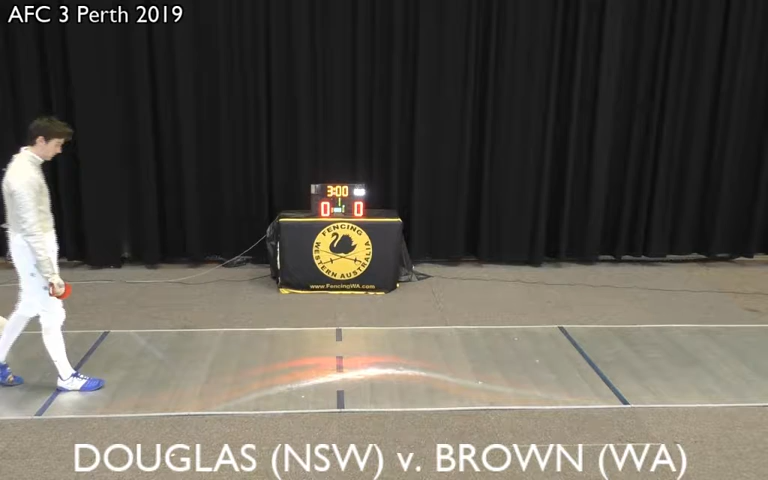 AFC 3 Perth 2019
3:00
0 0
FENCING
WESTERN AUSTRALIA
www.FencingWA.com
DOUGLAS (NSW) v. BROWN (WA)